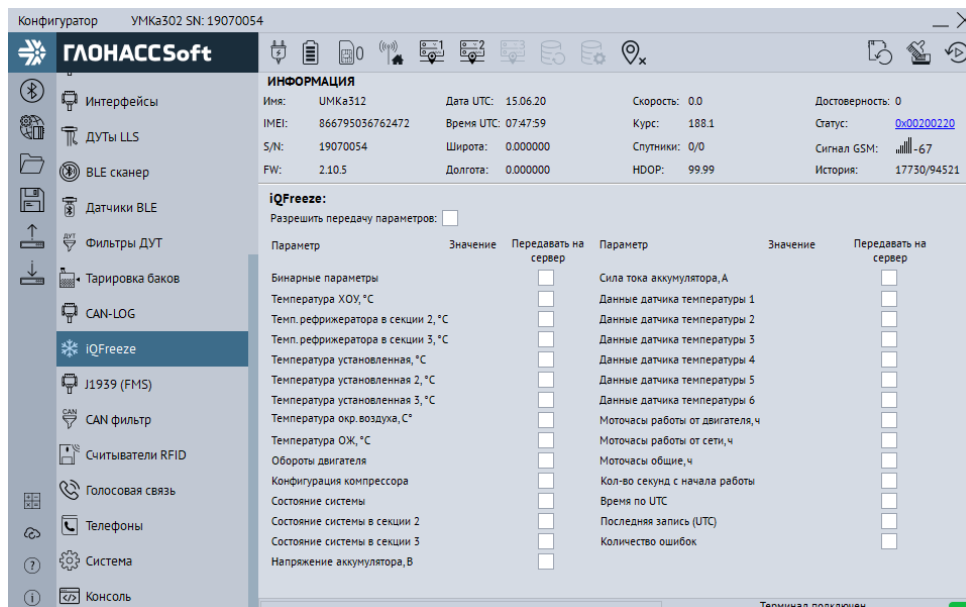 Конфигуратор УМКа302 SN: 19070054
ГЛОНАССSoft
0
1
2
x
ИНФОРМАЦИЯ
Имя: UMKa312 Дата UTC: 15.06.20 Скорость: 0.0 Достоверность: 0
IMEI: 866795036762472 Время UTC: 07:47:59 Курс: 188.1 Статус: 0x00200220
S/N: 19070054 Широта: 0.000000 Спутники: 0/0 Сигнал GSM: -67
FW: 2.10.5 Долгота: 0.000000 HDOP: 99.99 История: 17730/94521
Интерфейсы
ДУТы LLS
BLE сканер
Датчики BLE
ДУТ
Фильтры ДУТ
Тарировка баков
CAN-LOG
iQFreeze
J1939 (FMS)
CAN
CAN фильтр
Считыватели RFID
Голосовая связь
Телефоны
Система
Консоль
iQFreeze:
Разрешить передачу параметров:
Параметр Значение Передавать на сервер Параметр Значение Передавать на сервер
Бинарные параметры Сила тока аккумулятора, А
Температура ХОУ, °C Данные датчика температуры 1
Темп. рефрижератора в секции 2, °C Данные датчика температуры 2
Темп. рефрижератора в секции 3, °C Данные датчика температуры 3
Температура установленная, °C Данные датчика температуры 4
Температура установленная 2, °C Данные датчика температуры 5
Температура установленная 3, °C Данные датчика температуры 6
Температура окр. воздуха, C° Моточасы работы от двигателя, ч
Температура ОЖ, °C Моточасы работы от сети, ч
Обороты двигателя Моточасы общие, ч
Конфигурация компрессора Кол-во секунд с начала работы
Состояние системы Время по UTC
Состояние системы в секции 2 Последняя запись (UTC)
Состояние системы в секции 3 Количество ошибок
Напряжение аккумулятора, В
Терминал подключен